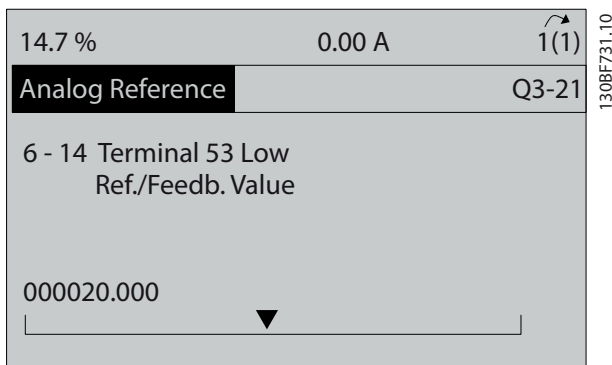 14.7 % 0.00 A 1(1)
Analog Reference Q3-21
6 - 14 Terminal 53 Low
Ref./Feedb. Value
000020.000
130BF731.10